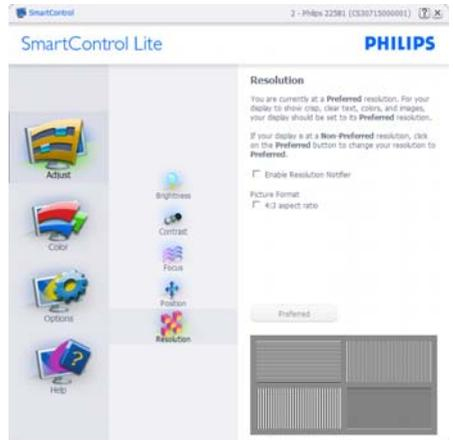 SmartControl
2 - Philips 225B1 (CS30715000001)
SmartControl Lite
PHILIPS
Adjust
Color
Options
Help
Brightness
Contrast
Focus
Position
Resolution
Resolution
You are currently at a Preferred resolution. For your
display to show crisp, clear text, colors, and images,
your display should be set to its Preferred resolution.
If your display is at a Non-Preferred resolution, click
on the Preferred button to change your resolution to
Preferred.
Enable Resolution Notifier
Picture Format
4:3 aspect ratio
Preferred